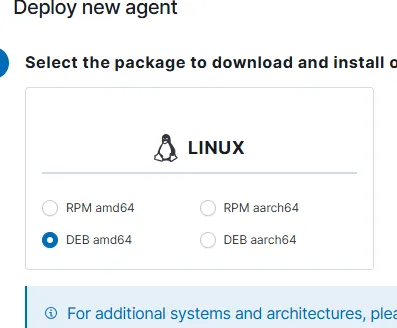 Deploy new agent
Select the package to download and install
LINUX
RPM amd64
RPM aarch64
DEB amd64
DEB aarch64
For additional systems and architectures,